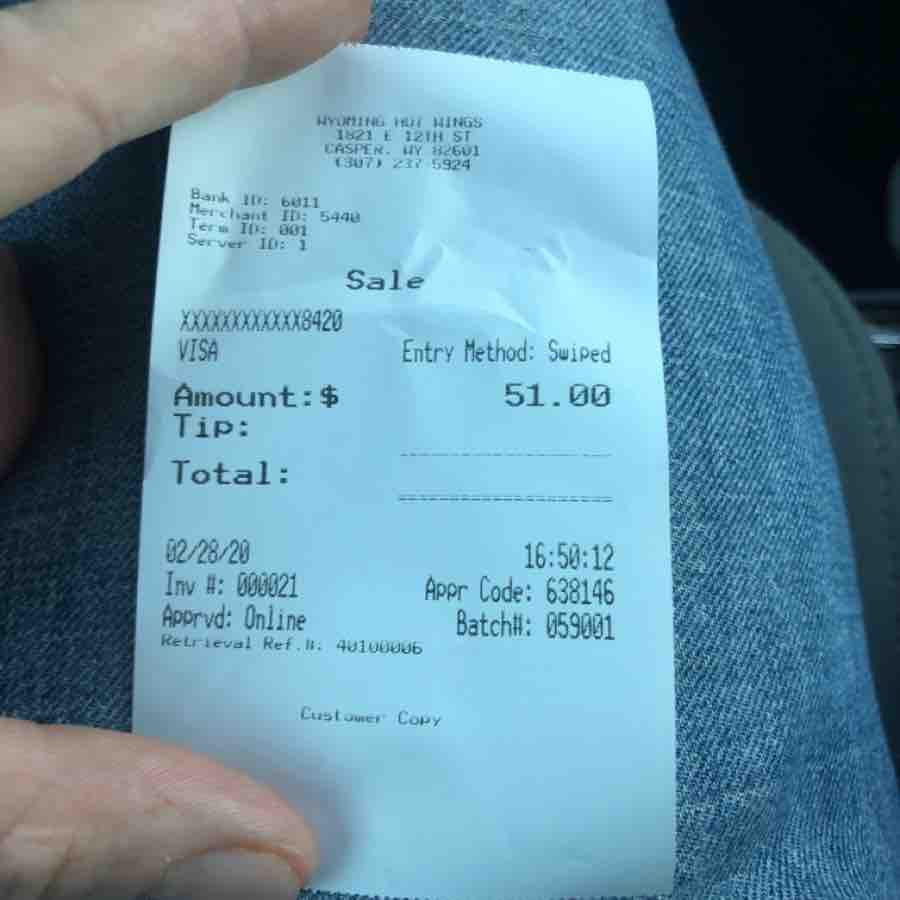 WYOMING HOT WINGS
1821 E 12TH ST
CASPER, WY 82601
(307) 237-5924
Bank ID: 6011
Merchant ID: 5440
Term ID: 001
Server ID: 1
Sale
XXXXXXXXXXXX8420
VISA Entry Method: Swiped
Amount:$ 51.00
Tip:
Total:
02/28/20 16:50:12
Inv #: 000021 Appr Code: 638146
Apprvd: Online Batch#: 059001
Retrieval Ref.#: 40100006
Customer Copy